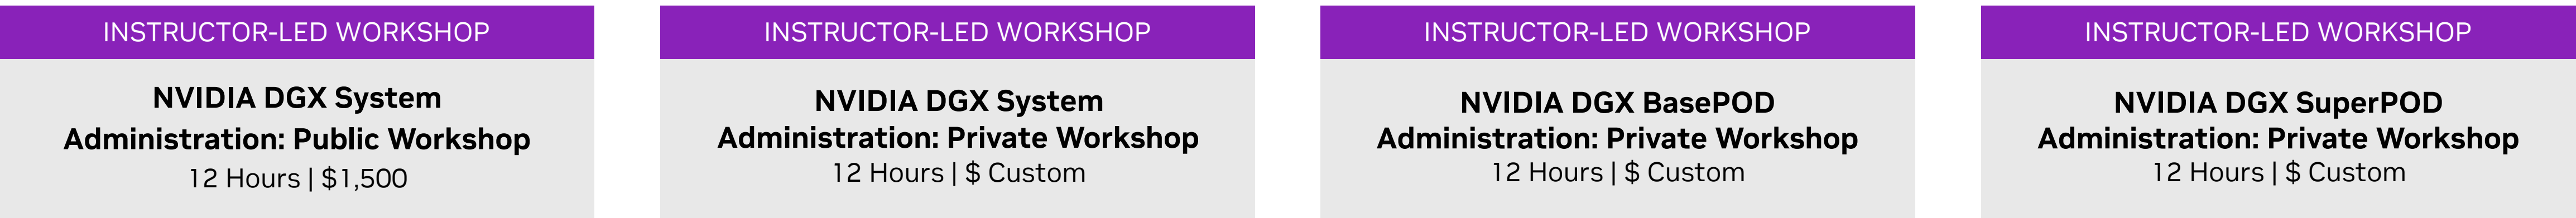 INSTRUCTOR-LED WORKSHOP
NVIDIA DGX System
Administration: Public Workshop
12 Hours | $1,500
INSTRUCTOR-LED WORKSHOP
NVIDIA DGX System
Administration: Private Workshop
12 Hours | $ Custom
INSTRUCTOR-LED WORKSHOP
NVIDIA DGX BasePOD
Administration: Private Workshop
12 Hours | $ Custom
INSTRUCTOR-LED WORKSHOP
NVIDIA DGX SuperPOD
Administration: Private Workshop
12 Hours | $ Custom